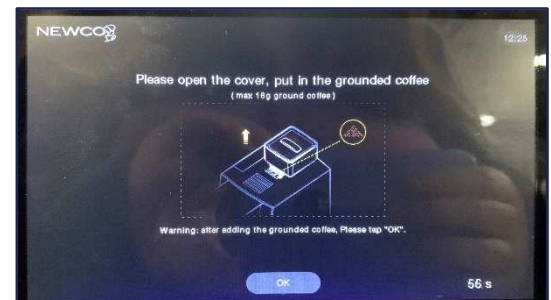 NEWCO
12:25
Please open the cover, put in the grounded coffee
(max 16g ground coffee)
Warning: after adding the grounded coffee, Please tap "OK".
OK
56 s